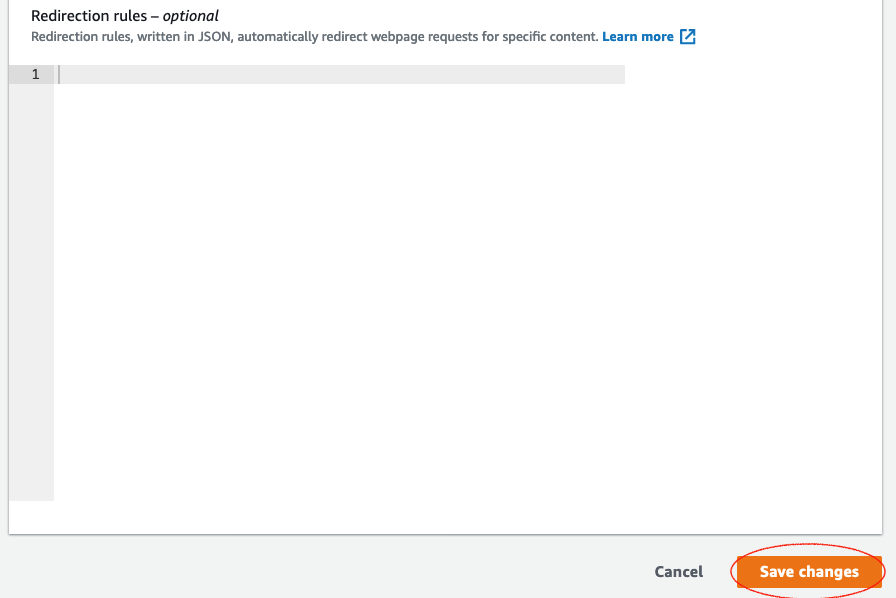 Redirection rules – optional
Redirection rules, written in JSON, automatically redirect webpage requests for specific content. Learn more
1
Cancel
Save changes